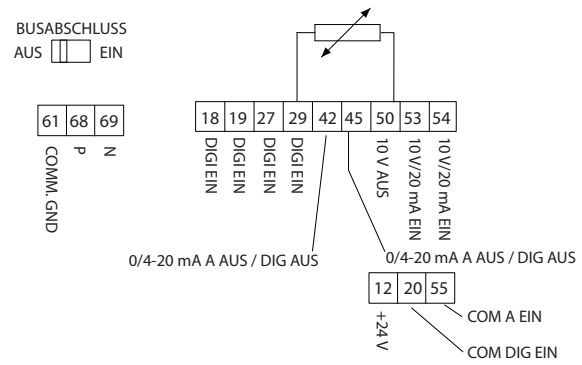 BUSABSCHLUSS
AUS EIN
61 68 69
COMM. GND
P
N
18 19 27 29 42 45 50 53 54
DIGI EIN
DIGI EIN
DIGI EIN
DIGI EIN
10 V AUS
10 V/20 mA EIN
10 V/20 mA EIN
0/4-20 mA A AUS / DIG AUS
0/4-20 mA A AUS / DIG AUS
12 20 55
+24 V
COM A EIN
COM DIG EIN